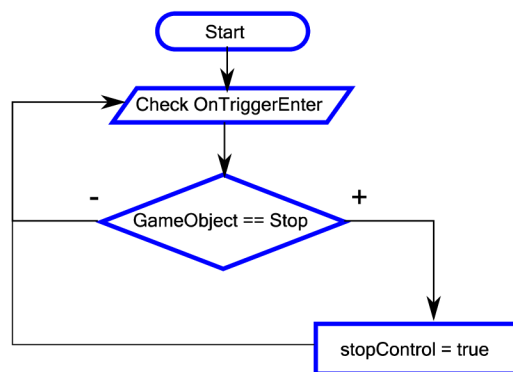 Start
Check OnTriggerEnter
-
+
GameObject == Stop
stopControl = true